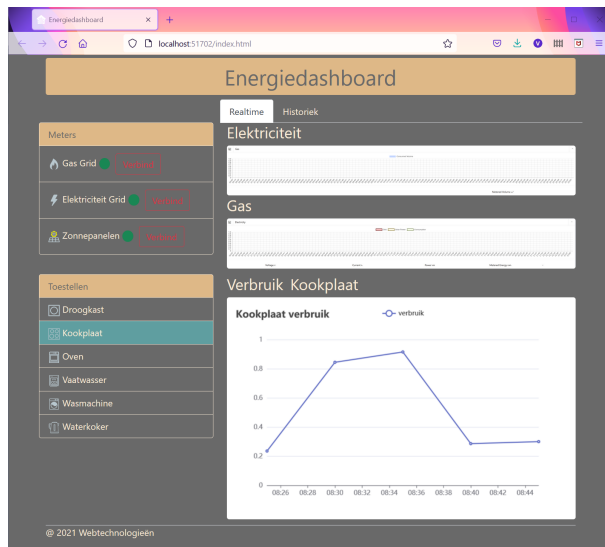 Energiedashboard
localhost:51702/index.html
Energiedashboard
Realtime Historiek
Meters
Gas Grid
Elektriciteit Grid
Zonnepanelen
Toestellen
Droogkast
Kookplaat
Oven
Vaatwasser
Wasmachine
Waterkoker
Elektriciteit
Gas
Verbruik Kookplaat
Kookplaat verbruik
verbruik
1
0.8
0.6
0.4
0.2
0
08:26 08:28 08:30 08:32 08:34 08:36 08:38 08:40 08:42 08:44
@ 2021 Webtechnologieën